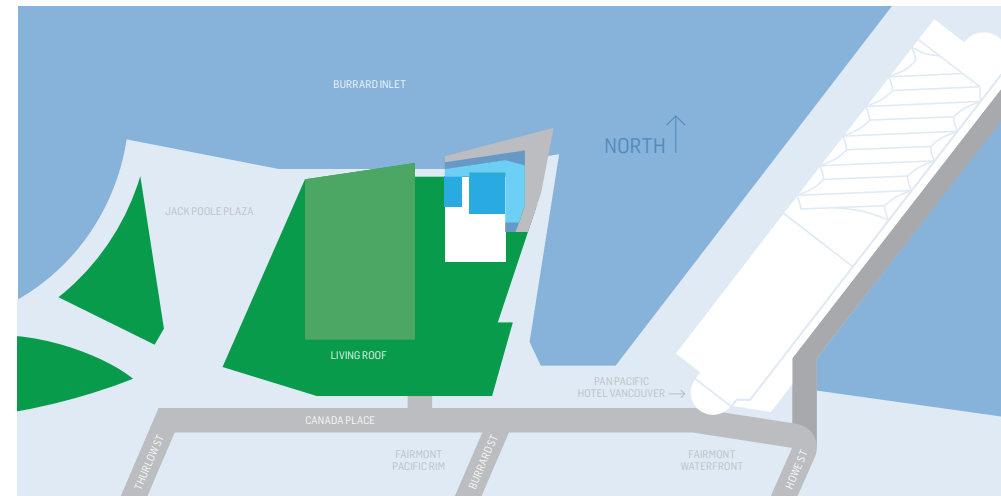 BURRARD INLET
NORTH
JACK POOLE PLAZA
LIVING ROOF
PAN PACIFIC
HOTEL VANCOUVER
CANADA PLACE
THURLOW ST
FAIRMONT
PACIFIC RIM
BURRARD ST
FAIRMONT
WATERFRONT
HOWE ST